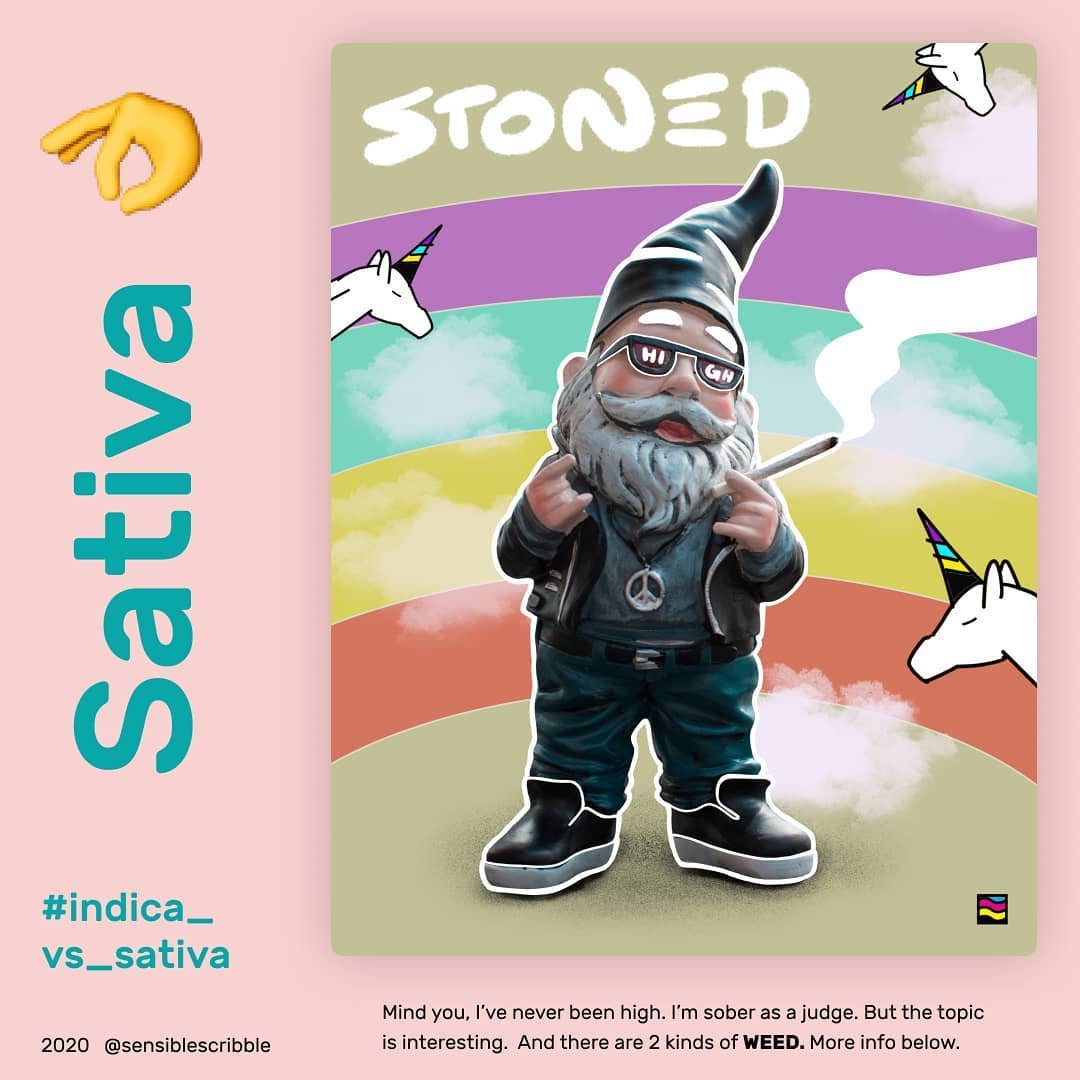 STONED
HI GH
Sativa
#indica_
vs_sativa
2020 @sensiblescribble
Mind you, I’ve never been high. I’m sober as a judge. But the topic
is interesting. And there are 2 kinds of WEED. More info below.